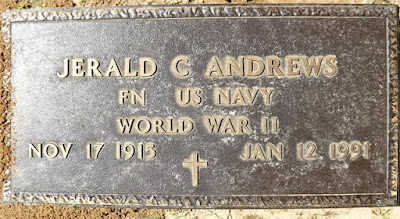 JERALD C ANDREWS
FN US NAVY
WORLD WAR II
NOV 17 1913 JAN 12 1991